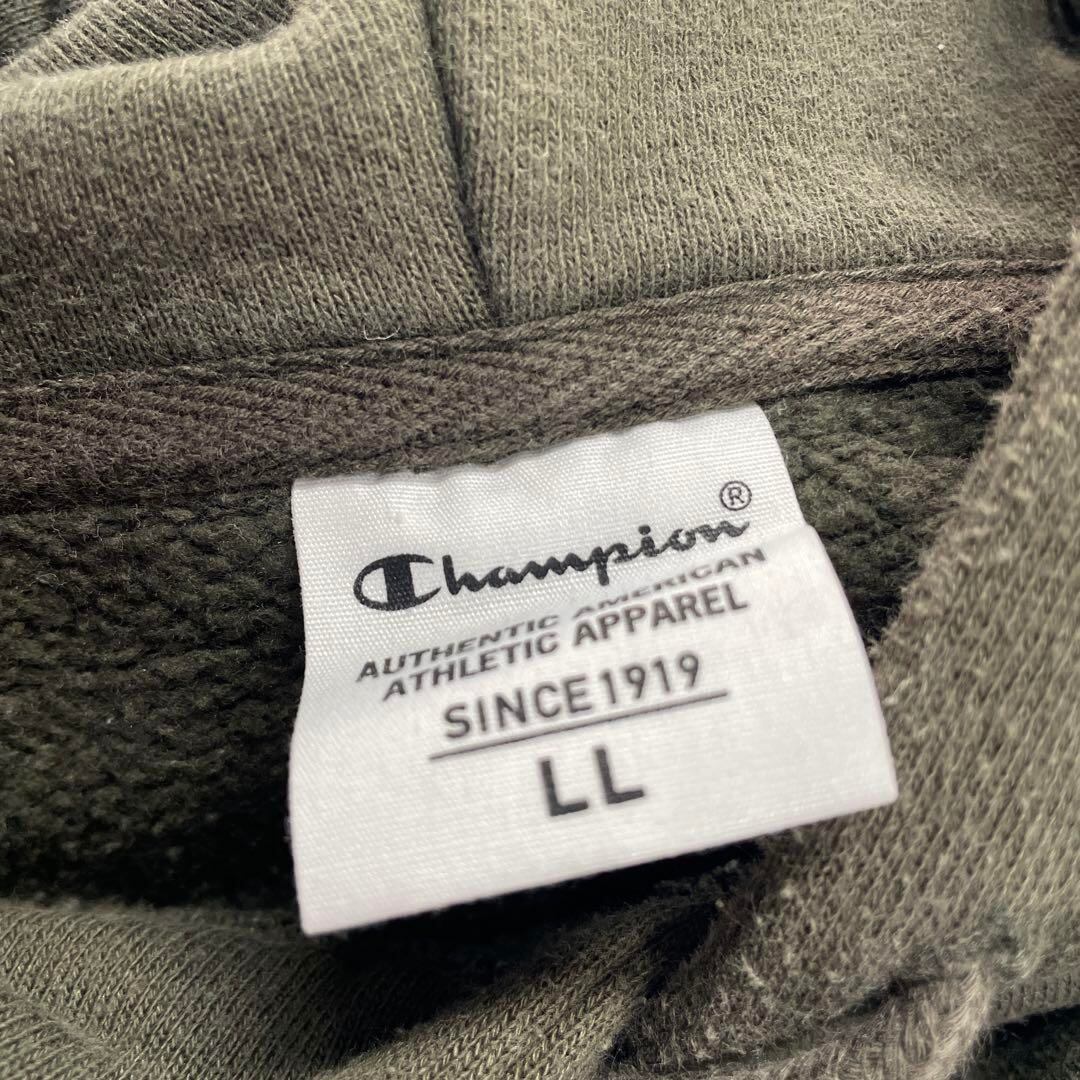 Champion®
AUTHENTIC AMERICAN
ATHLETIC APPAREL
SINCE 1919
LL